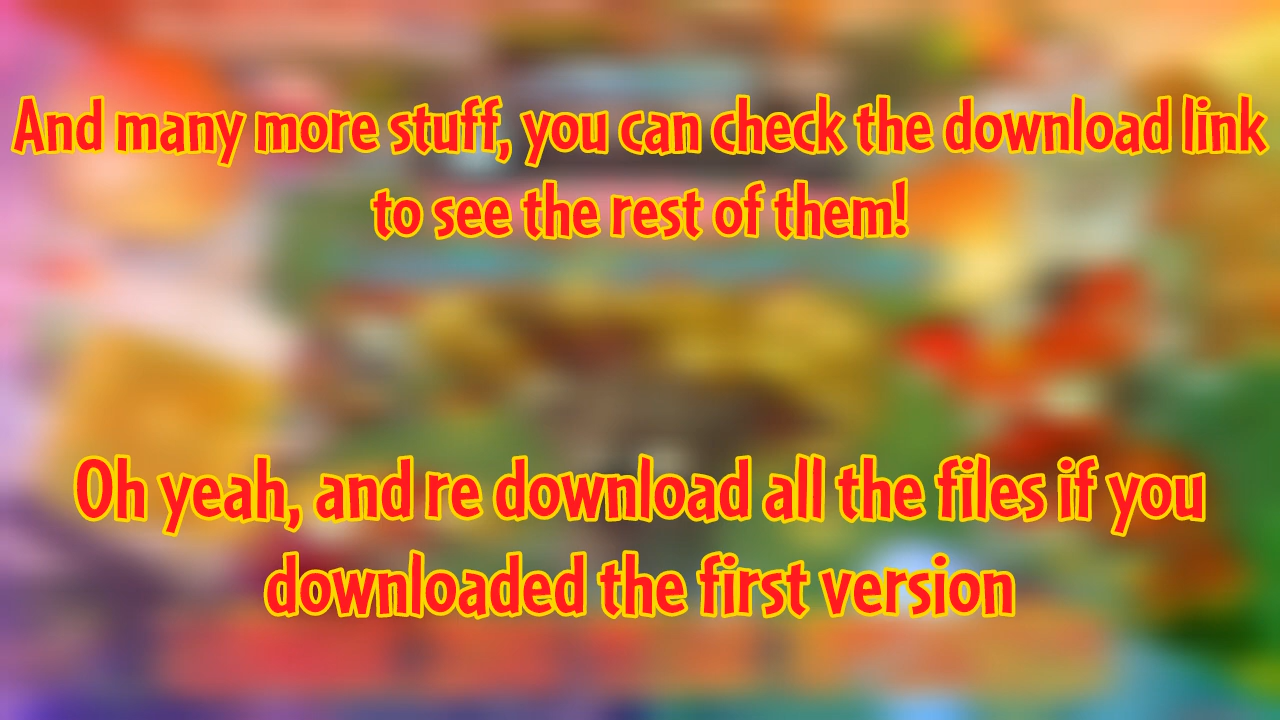 And many more stuff, you can check the download link
to see the rest of them!
Oh yeah, and re download all the files if you
downloaded the first version